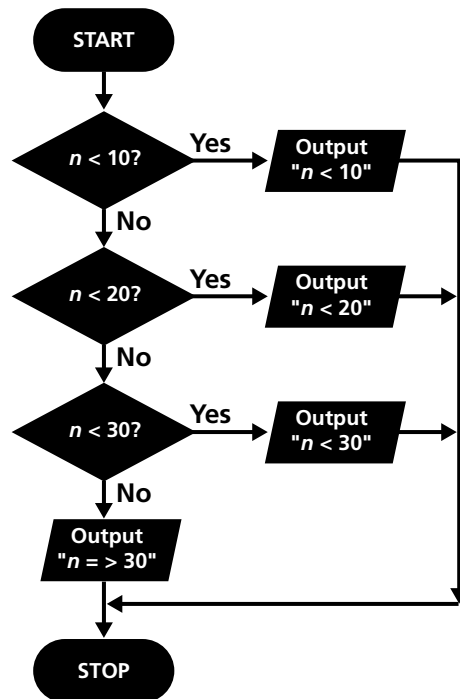 START
n < 10?
Yes
Output
"n < 10"
No
n < 20?
Yes
Output
"n < 20"
No
n < 30?
Yes
Output
"n < 30"
No
Output
"n = > 30"
STOP